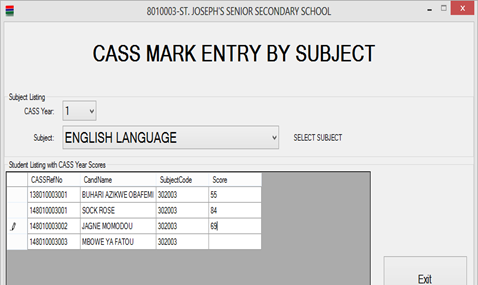 8010003-ST. JOSEPH'S SENIOR SECONDARY SCHOOL
CASS MARK ENTRY BY SUBJECT
Subject Listing
CASS Year: 1
Subject: ENGLISH LANGUAGE SELECT SUBJECT
Student Listing with CASS Year Scores
CASSRefNo CandName SubjectCode Score
138010003001 BUHARI AZIKWE OBAFEMI 302003 55
148010003001 SOCK ROSE 302003 84
148010003002 JAGNE MOMODOU 302003 69
148010003003 MBOWE YA FATOU 302003
Exit